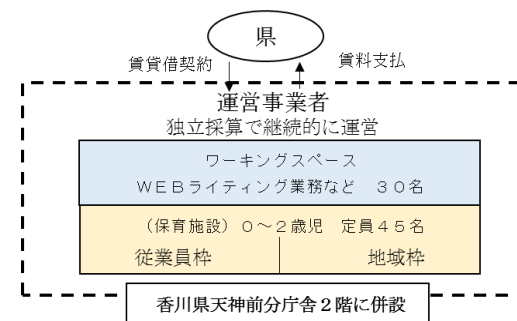 県
賃貸借契約
賃料支払
運営事業者
独立採算で継続的に運営
ワーキングスペース
ＷＥＢライティング業務など　３０名
（保育施設）０～２歳児　定員４５名
従業員枠
地域枠
香川県天神前分庁舎２階に併設